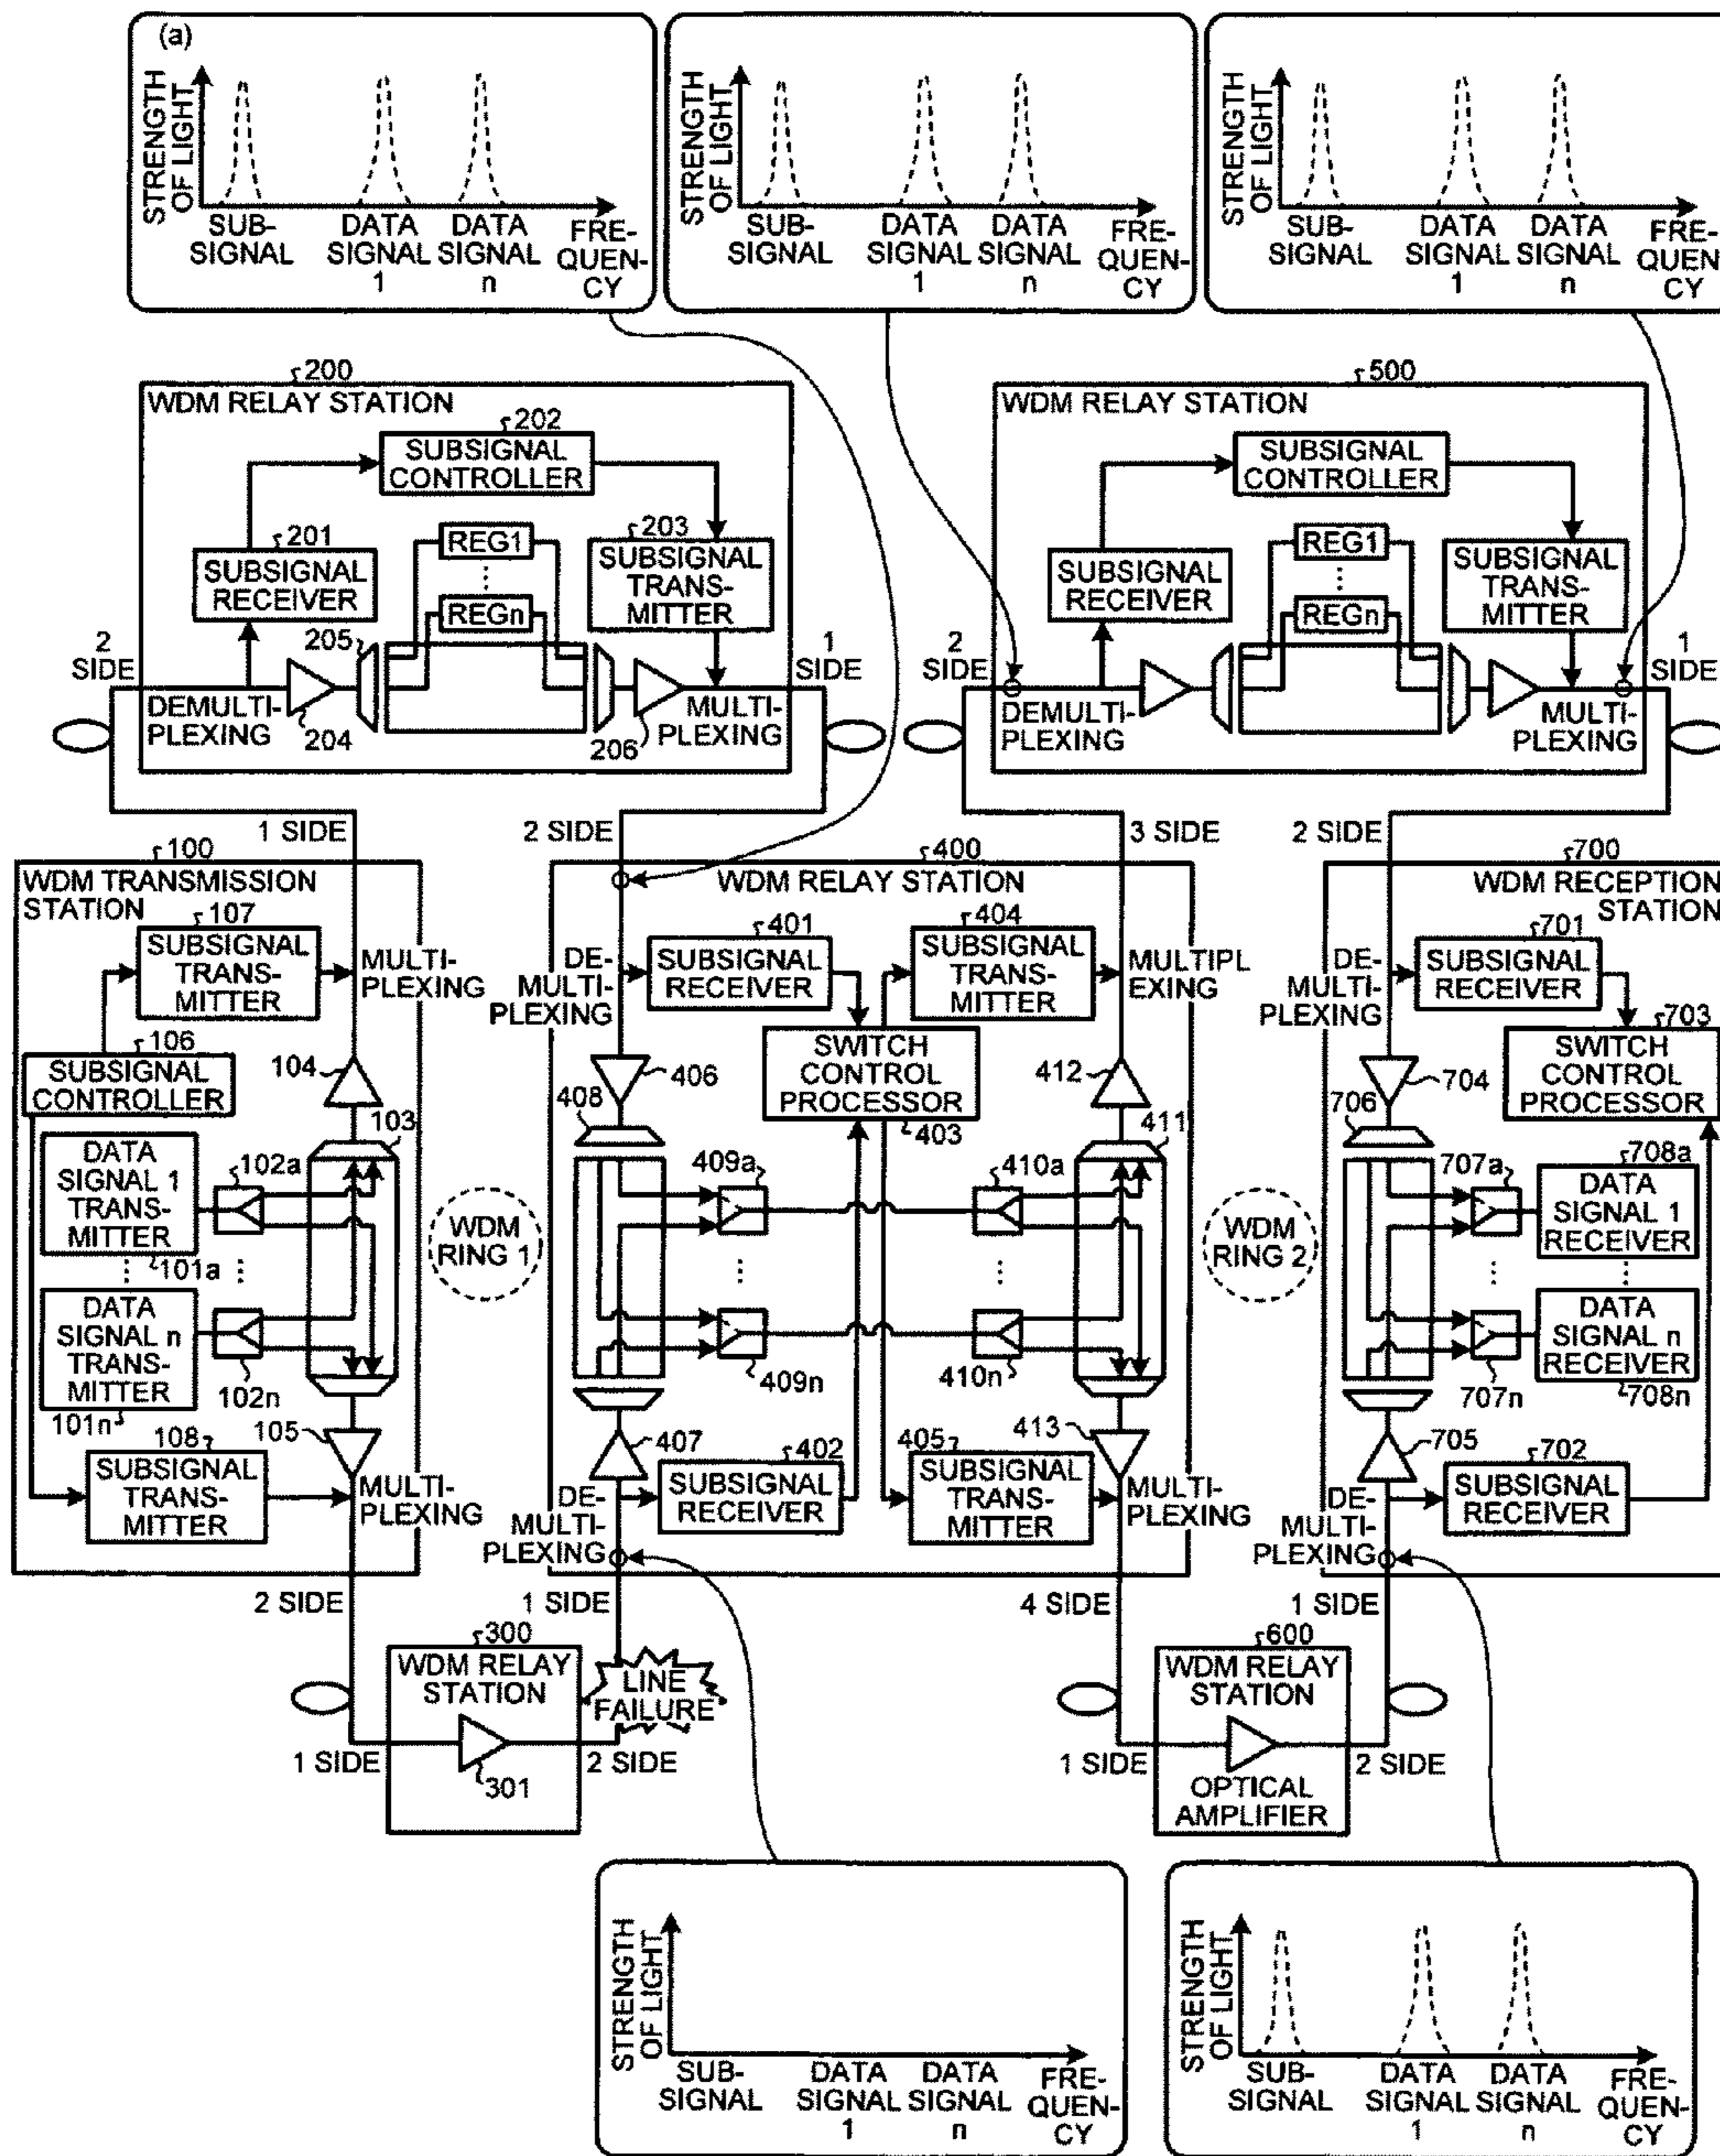 (a)
STRENGTH
OF LIGHT
SUB-
SIGNAL
DATA
SIGNAL
1
DATA
SIGNAL
n
FRE-
QUEN-
CY
STRENGTH
OF LIGHT
SUB-
SIGNAL
DATA
SIGNAL
1
DATA
SIGNAL
n
FRE-
QUEN-
CY
STRENGTH
OF LIGHT
SUB-
SIGNAL
DATA
SIGNAL
1
DATA
SIGNAL
n
FRE-
QUEN-
CY
200
WDM RELAY STATION
202
SUBSIGNAL
CONTROLLER
201
SUBSIGNAL
RECEIVER
REG1
REGn
203
SUBSIGNAL
TRANS-
MITTER
2
SIDE
205
1
SIDE
DEMULTI-
PLEXING
204
206
MULTI-
PLEXING
500
WDM RELAY STATION
SUBSIGNAL
CONTROLLER
SUBSIGNAL
RECEIVER
REG1
REGn
SUBSIGNAL
TRANS-
MITTER
2
SIDE
1
SIDE
DEMULTI-
PLEXING
MULTI-
PLEXING
1 SIDE
2 SIDE
3 SIDE
2 SIDE
100
WDM TRANSMISSION
STATION
107
SUBSIGNAL
TRANS-
MITTER
MULTI-
PLEXING
106
SUBSIGNAL
CONTROLLER
104
103
DATA
SIGNAL 1
TRANS-
MITTER
101a
102a
DATA
SIGNAL n
TRANS-
MITTER
101n
102n
105
108
SUBSIGNAL
TRANS-
MITTER
MULTI-
PLEXING
WDM
RING 1
400
WDM RELAY STATION
401
SUBSIGNAL
RECEIVER
404
SUBSIGNAL
TRANS-
MITTER
DE-
MULTI-
PLEXING
MULTIPL
EXING
406
408
SWITCH
CONTROL
PROCESSOR
403
412
411
409a
410a
409n
410n
407
402
SUBSIGNAL
RECEIVER
405
SUBSIGNAL
TRANS-
MITTER
413
DE-
MULTI-
PLEXING
MULTI-
PLEXING
WDM
RING 2
700
WDM RECEPTION
STATION
701
SUBSIGNAL
RECEIVER
DE-
MULTI-
PLEXING
703
SWITCH
CONTROL
PROCESSOR
704
706
707a
708a
DATA
SIGNAL 1
RECEIVER
DATA
SIGNAL n
RECEIVER
707n
708n
705
702
SUBSIGNAL
RECEIVER
DE-
MULTI-
PLEXING
2 SIDE
1 SIDE
4 SIDE
1 SIDE
300
WDM RELAY
STATION
LINE
FAILURE
1 SIDE
301
2 SIDE
600
WDM RELAY
STATION
1 SIDE
2 SIDE
OPTICAL
AMPLIFIER
STRENGTH
OF LIGHT
SUB-
SIGNAL
DATA
SIGNAL
1
DATA
SIGNAL
n
FRE-
QUEN-
CY
STRENGTH
OF LIGHT
SUB-
SIGNAL
DATA
SIGNAL
1
DATA
SIGNAL
n
FRE-
QUEN-
CY